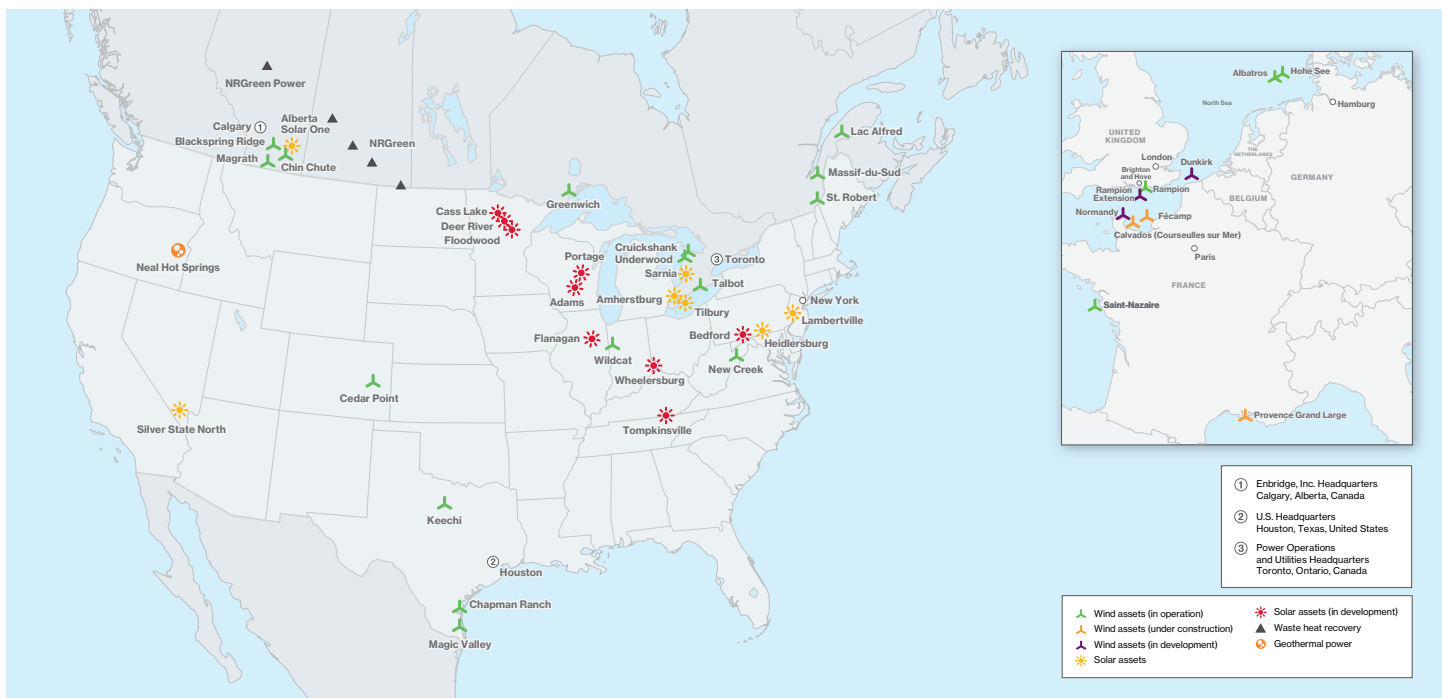 NRGreen Power
Calgary
1
Alberta
Solar One
Blackspring Ridge
NRGreen
Magrath
Chin Chute
Lac Alfred
Massif-du-Sud
St. Robert
Greenwich
Cass Lake
Deer River
Floodwood
Neal Hot Springs
Portage
Cruickshank
Underwood
3
Toronto
Sarnia
Talbot
Adams
Amherstburg
Tilbury
New York
Lambertville
Flanagan
Bedford
Heidlersburg
Wildcat
New Creek
Wheelersburg
Cedar Point
Silver State North
Tompkinsville
Keechi
2
Houston
Chapman Ranch
Magic Valley
Albatros
Hohe See
North Sea
Hamburg
UNITED
KINGDOM
THE
NETHERLANDS
London
Dunkirk
Brighton
and Hove
Rampion
Rampion
Extension
GERMANY
BELGIUM
Normandy
Fécamp
Calvados (Courseulles sur Mer)
Paris
FRANCE
Saint-Nazaire
Provence Grand Large
1 Enbridge, Inc. Headquarters
Calgary, Alberta, Canada
2 U.S. Headquarters
Houston, Texas, United States
3 Power Operations
and Utilities Headquarters
Toronto, Ontario, Canada
Wind assets (in operation)
Wind assets (under construction)
Wind assets (in development)
Solar assets
Solar assets (in development)
Waste heat recovery
Geothermal power